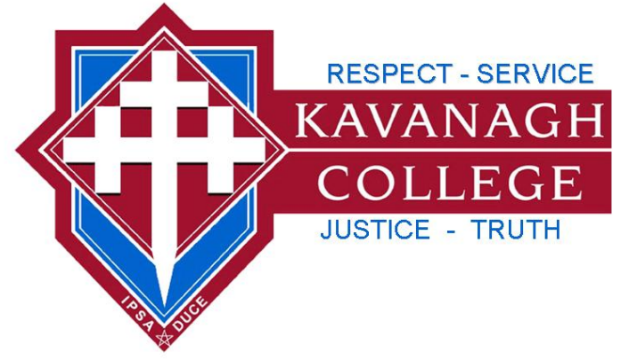 RESPECT - SERVICE
KAVANAGH
COLLEGE
JUSTICE - TRUTH
IPSA DUCE